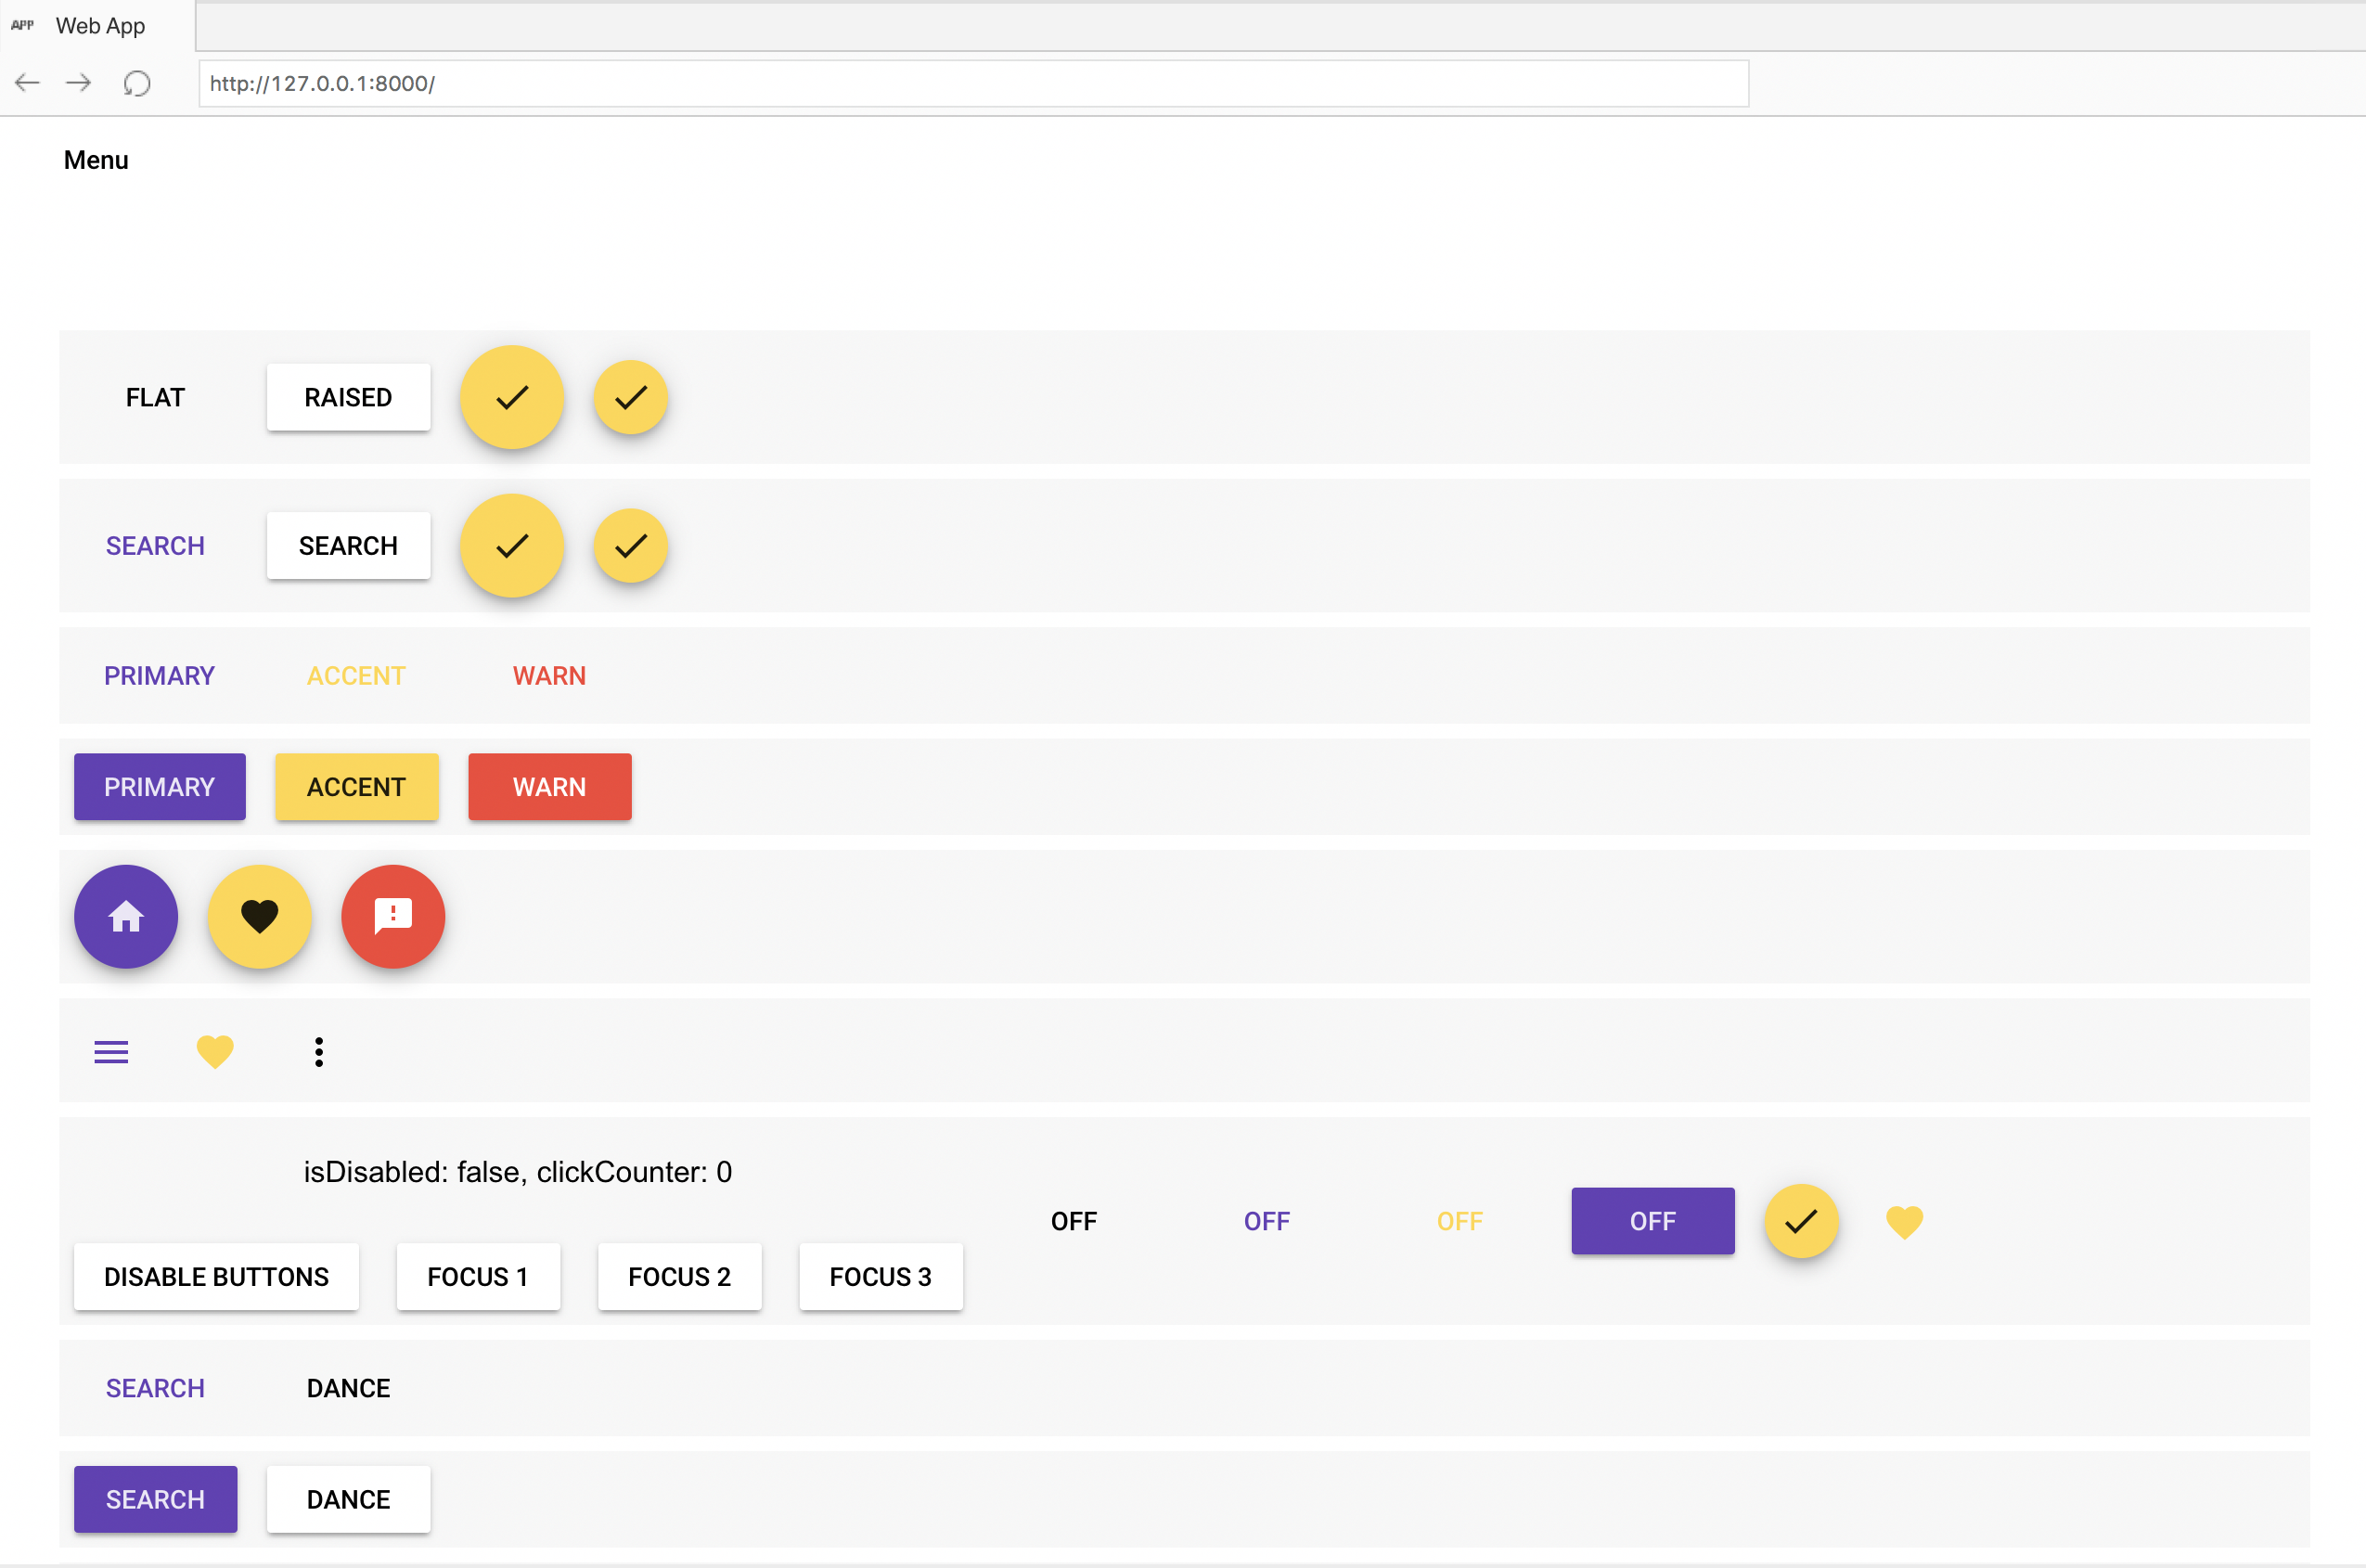 APP Web App
http://127.0.0.1:8000/
Menu
FLAT RAISED
SEARCH SEARCH
PRIMARY ACCENT WARN
PRIMARY ACCENT WARN
isDisabled: false, clickCounter: 0
OFF OFF OFF OFF
DISABLE BUTTONS FOCUS 1 FOCUS 2 FOCUS 3
SEARCH DANCE
SEARCH DANCE